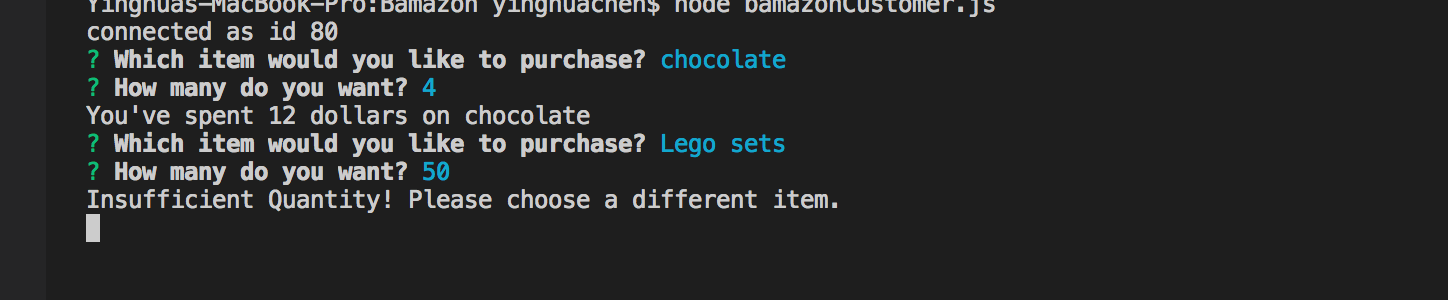 Yinghuas-MacBook-Pro:Bamazon yinghuachen$ node bamazonCustomer.js
connected as id 80
? Which item would you like to purchase? chocolate
? How many do you want? 4
You've spent 12 dollars on chocolate
? Which item would you like to purchase? Lego sets
? How many do you want? 50
Insufficient Quantity! Please choose a different item.